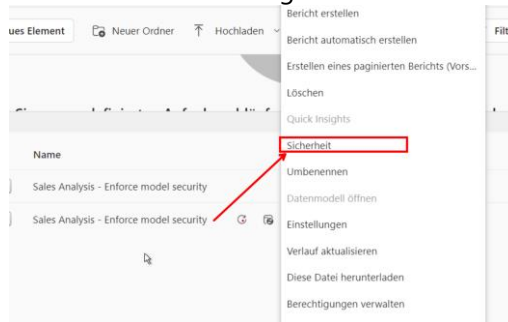 ues Element
Neuer Ordner
Hochladen
Filt
Name
Sales Analysis - Enforce model security
Sales Analysis - Enforce model security
Bericht erstellen
Bericht automatisch erstellen
Erstellen eines paginierten Berichts (Vors...
Löschen
Quick Insights
Sicherheit
Umbenennen
Datenmodell öffnen
Einstellungen
Verlauf aktualisieren
Diese Datei herunterladen
Berechtigungen verwalten